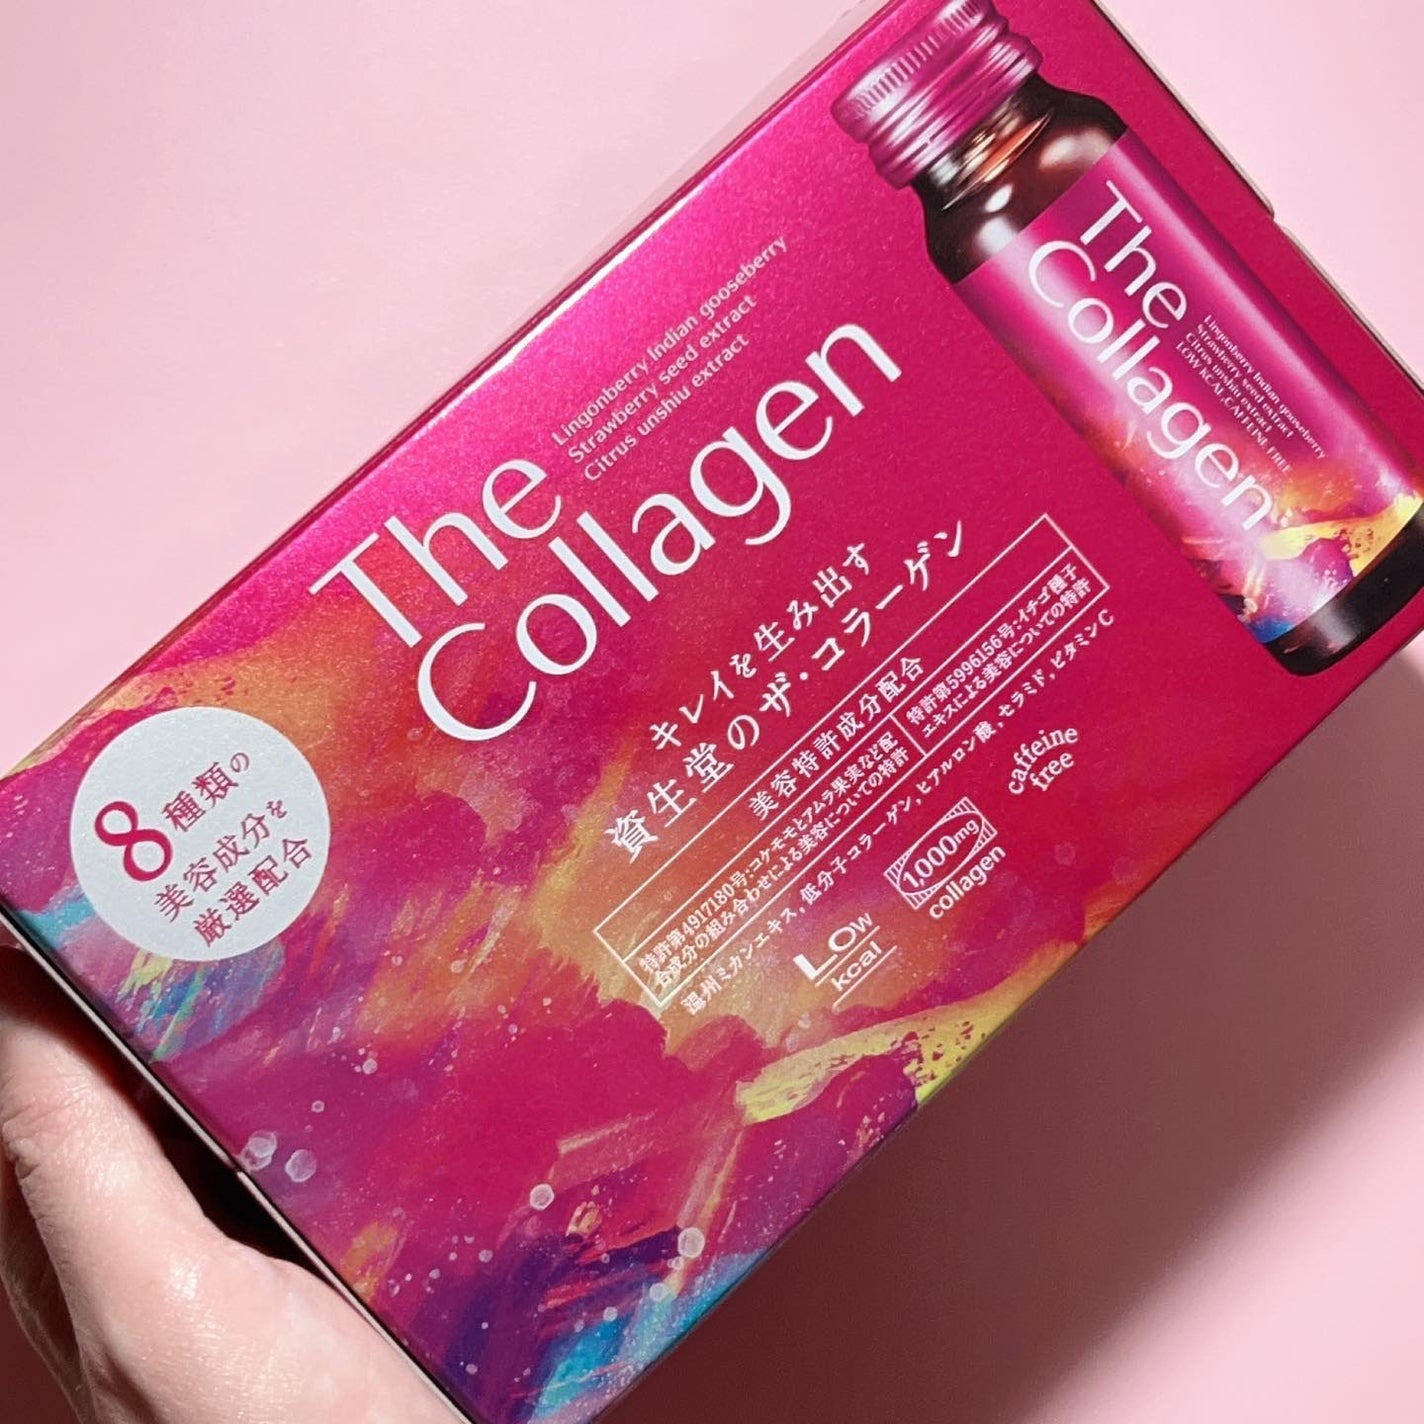 The
Collagen
Lingonberry Indian gooseberry
Strawberry seed extract
Citrus unshiu extract
キレイを生み出す
資生堂のザ・コラーゲン
美容特許成分配合
特許第4917180号:コケモモとアムラ果実など配
合成分の組み合わせによる美容についての特許
特許第5996156号:イチゴ種子
エキスによる美容についての特許
温州ミカンエキス, 低分子コラーゲン, ヒアルロン酸, セラミド, ビタミンC
Low
kcal
1,000mg
collagen
caffeine
free
8種類の
美容成分を
厳選配合
The
Collagen
Lingonberry Indian gooseberry
Strawberry seed extract
Citrus unshiu extract
LOW KCAL, CAFFEINE FREE